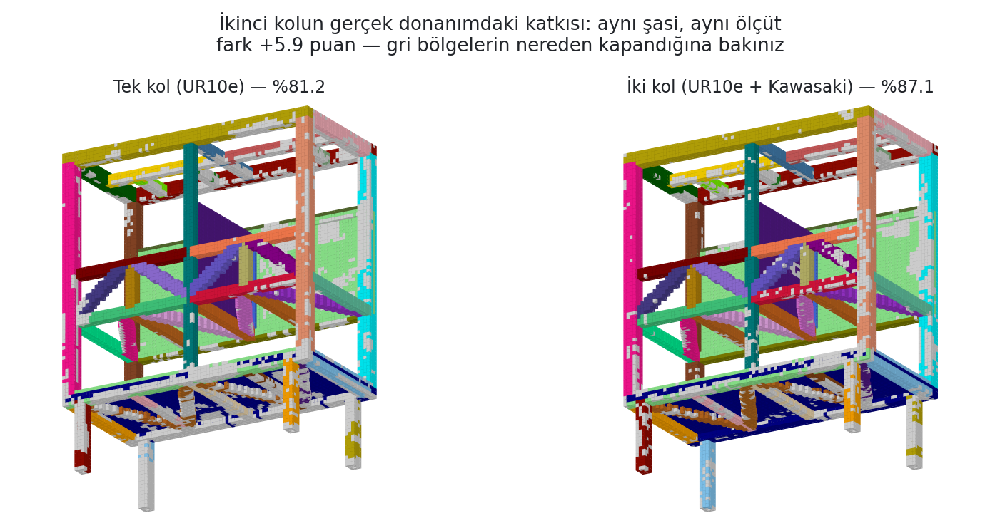 İkinci kolun gerçek donanımdaki katkısı: aynı şasi, aynı ölçüt
fark +5.9 puan — gri bölgelerin nereden kapandığına bakınız
Tek kol (UR10e) — %81.2
İki kol (UR10e + Kawasaki) — %87.1